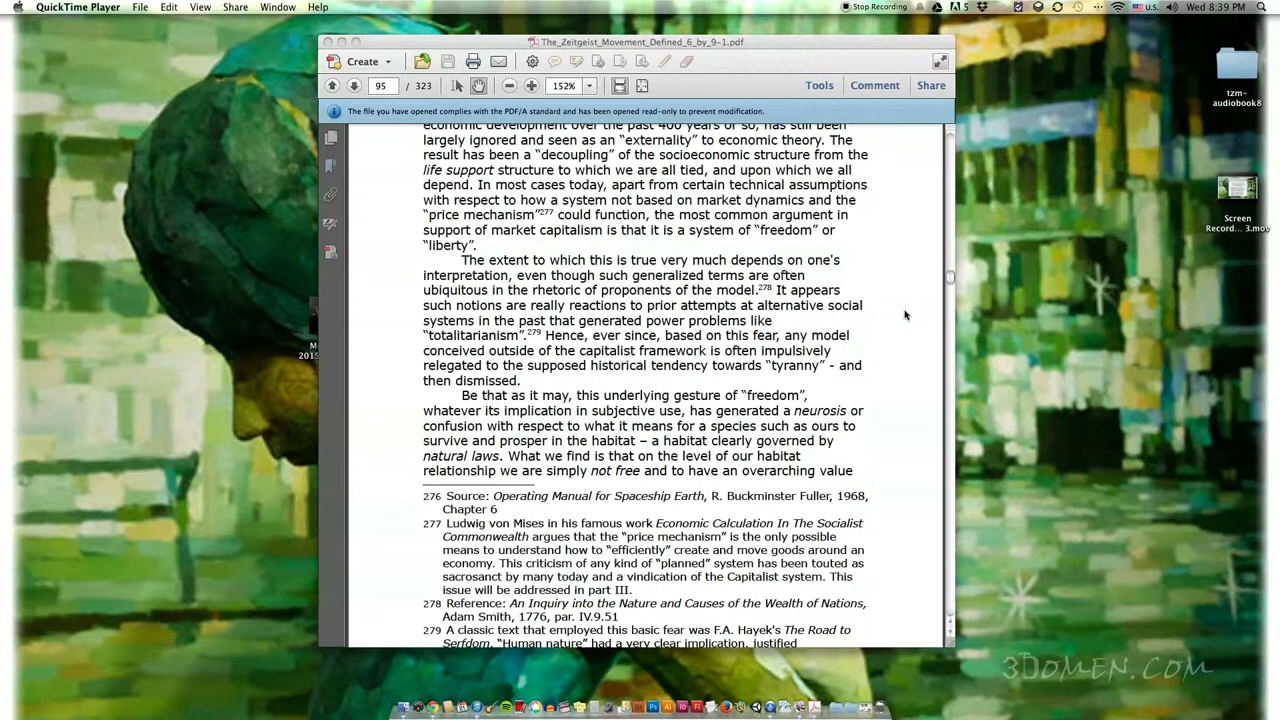 QuickTime Player File Edit View Share Window Help
Stop Recording
5
U.S.
Wed 8:39 PM
The_Zeitgeist_Movement_Defined_6_by_9-1.pdf
Create
95 / 323
152%
Tools Comment Share
The file you have opened complies with the PDF/A standard and has been opened read-only to prevent modification.
economic development over the past 400 years or so, has still been
largely ignored and seen as an “externality” to economic theory. The
result has been a “decoupling” of the socioeconomic structure from the
life support structure to which we are all tied, and upon which we all
depend. In most cases today, apart from certain technical assumptions
with respect to how a system not based on market dynamics and the
“price mechanism”277 could function, the most common argument in
support of market capitalism is that it is a system of “freedom” or
“liberty”.
The extent to which this is true very much depends on one's
interpretation, even though such generalized terms are often
ubiquitous in the rhetoric of proponents of the model.278 It appears
such notions are really reactions to prior attempts at alternative social
systems in the past that generated power problems like
“totalitarianism”.279 Hence, ever since, based on this fear, any model
conceived outside of the capitalist framework is often impulsively
relegated to the supposed historical tendency towards “tyranny” - and
then dismissed.
Be that as it may, this underlying gesture of “freedom”,
whatever its implication in subjective use, has generated a neurosis or
confusion with respect to what it means for a species such as ours to
survive and prosper in the habitat – a habitat clearly governed by
natural laws. What we find is that on the level of our habitat
relationship we are simply not free and to have an overarching value
276 Source: Operating Manual for Spaceship Earth, R. Buckminster Fuller, 1968,
Chapter 6
277 Ludwig von Mises in his famous work Economic Calculation In The Socialist
Commonwealth argues that the “price mechanism” is the only possible
means to understand how to “efficiently” create and move goods around an
economy. This criticism of any kind of “planned” system has been touted as
sacrosanct by many today and a vindication of the Capitalist system. This
issue will be addressed in part III.
278 Reference: An Inquiry into the Nature and Causes of the Wealth of Nations,
Adam Smith, 1776, par. IV.9.51
279 A classic text that employed this basic fear was F.A. Hayek's The Road to
Serfdom. “Human nature” had a very clear implication, justified
tzm-
audiobook8
Screen
Record... 3.mov
3DOMEN.COM